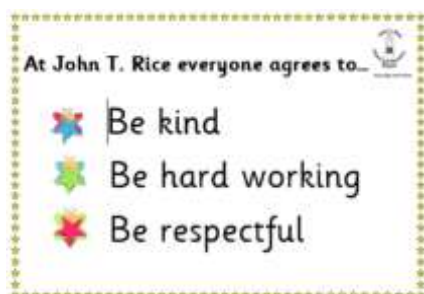 At John T. Rice everyone agrees to...
Be kind
Be hard working
Be respectful